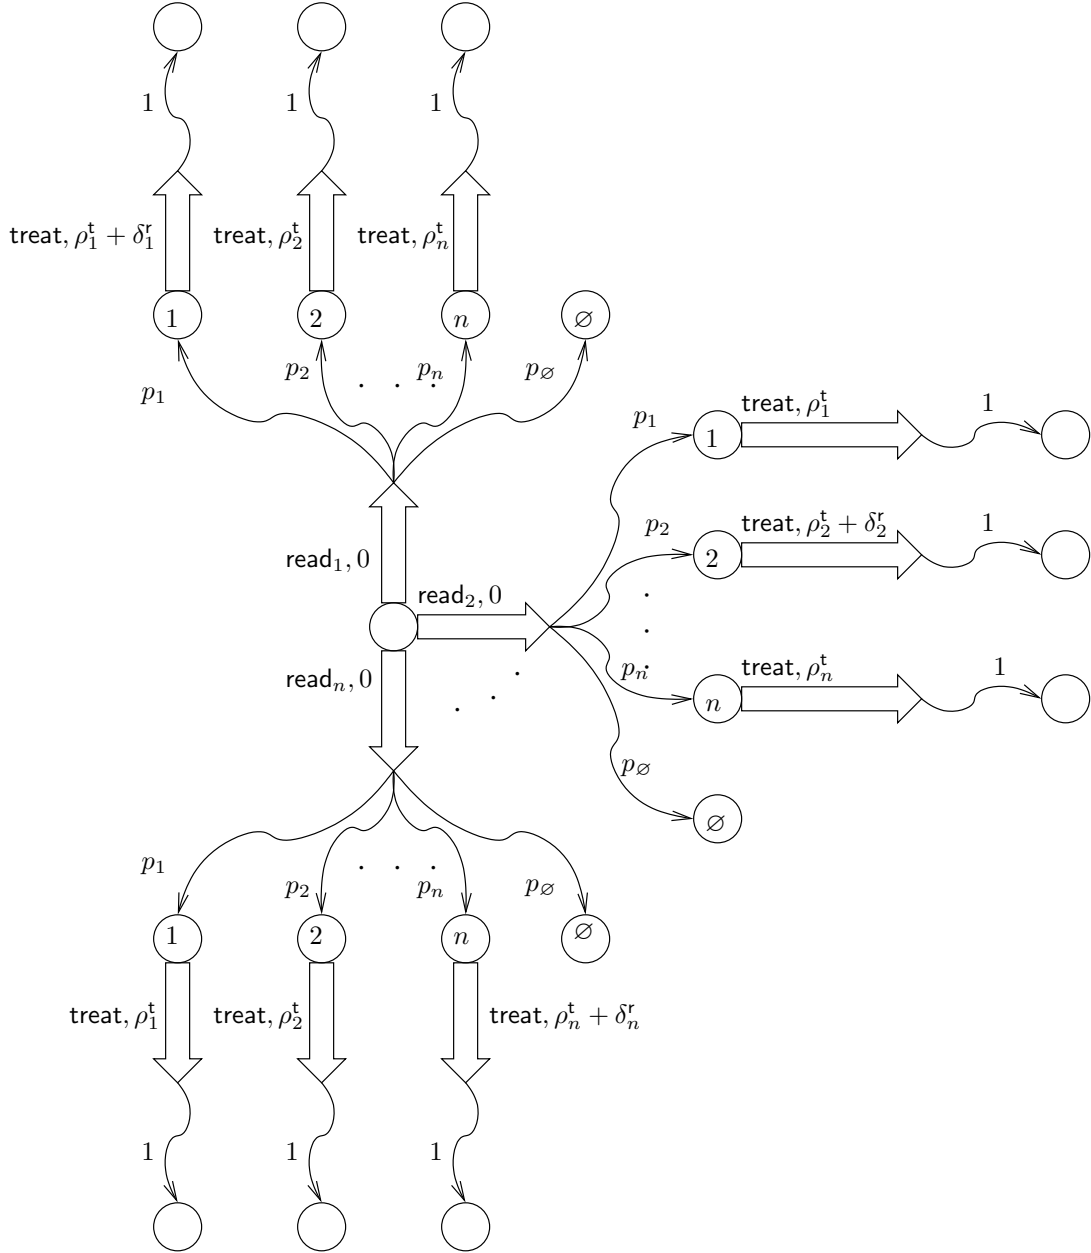 1 1 1
treat, ρ₁ᵗ + δ₁ʳ treat, ρ₂ᵗ treat, ρₙᵗ
1 2 n ∅
p₁ p₂ . . . pₙ p∅
read₁, 0
p₁ 1 treat, ρ₁ᵗ 1
p₂ 2 treat, ρ₂ᵗ + δ₂ʳ 1
read₂, 0
. . .
pₙ n treat, ρₙᵗ 1
p∅ ∅
readₙ, 0
. . .
p₁ p₂ . . . pₙ p∅
1 2 n ∅
treat, ρ₁ᵗ treat, ρ₂ᵗ treat, ρₙᵗ + δₙʳ
1 1 1